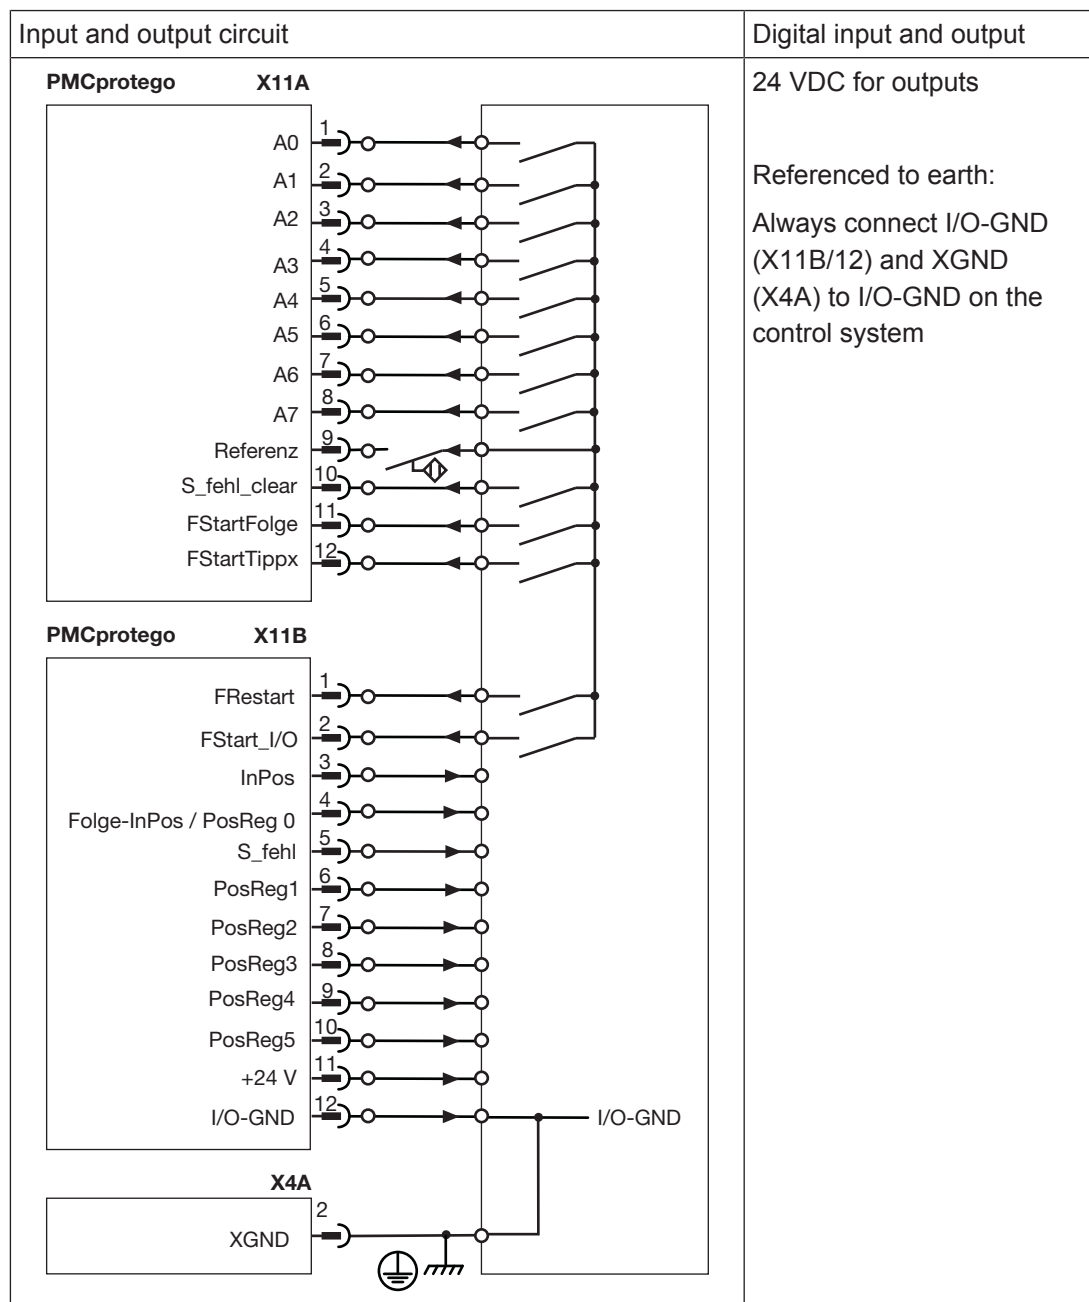 Input and output circuit
Digital input and output
PMCprotego X11A
A0 1
A1 2
A2 3
A3 4
A4 5
A5 6
A6 7
A7 8
Referenz 9
S_fehl_clear 10
FStartFolge 11
FStartTippx 12
PMCprotego X11B
FRestart 1
FStart_I/O 2
InPos 3
Folge-InPos / PosReg 0 4
S_fehl 5
PosReg1 6
PosReg2 7
PosReg3 8
PosReg4 9
PosReg5 10
+24 V 11
I/O-GND 12 I/O-GND
X4A
XGND 2
24 VDC for outputs
Referenced to earth:
Always connect I/O-GND
(X11B/12) and XGND
(X4A) to I/O-GND on the
control system